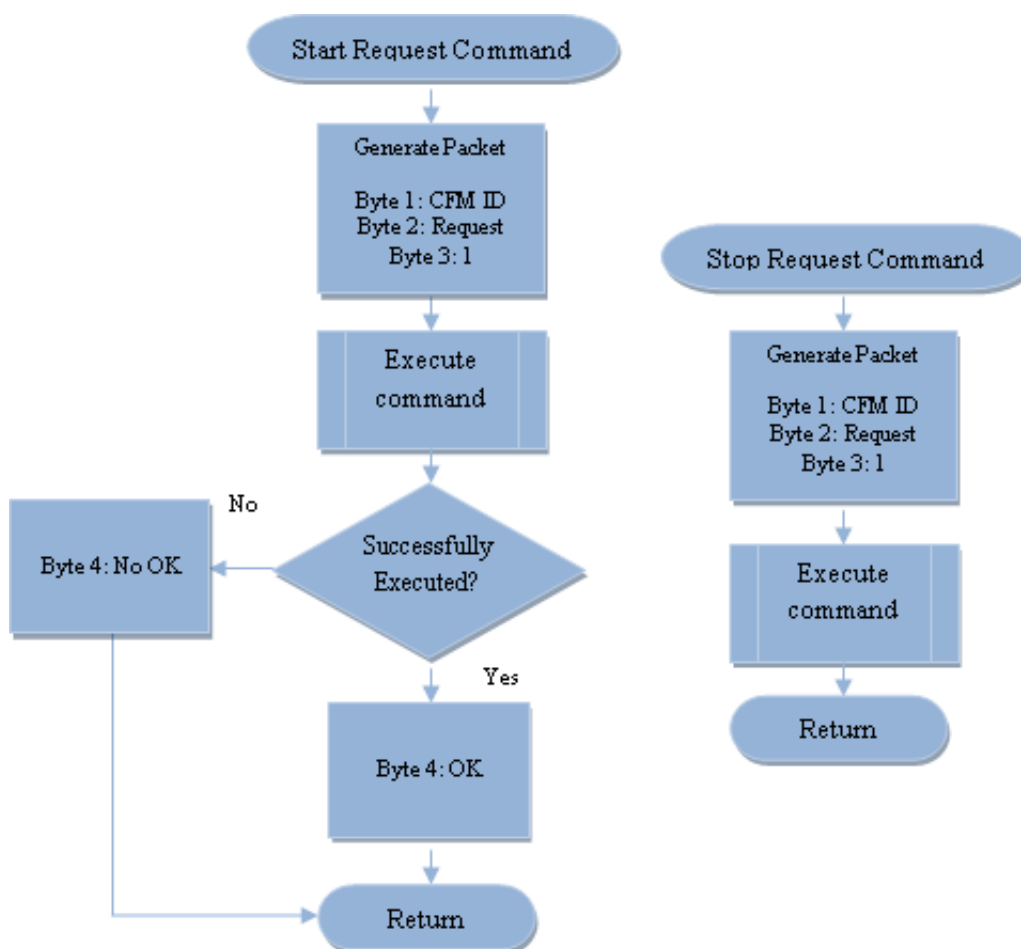 Start Request Command
Generate Packet
Byte 1: CFM ID
Byte 2: Request
Byte 3: 1
Execute
command
Successfully
Executed?
No
Byte 4: No OK
Yes
Byte 4: OK
Return
Stop Request Command
Generate Packet
Byte 1: CFM ID
Byte 2: Request
Byte 3: 1
Execute
command
Return